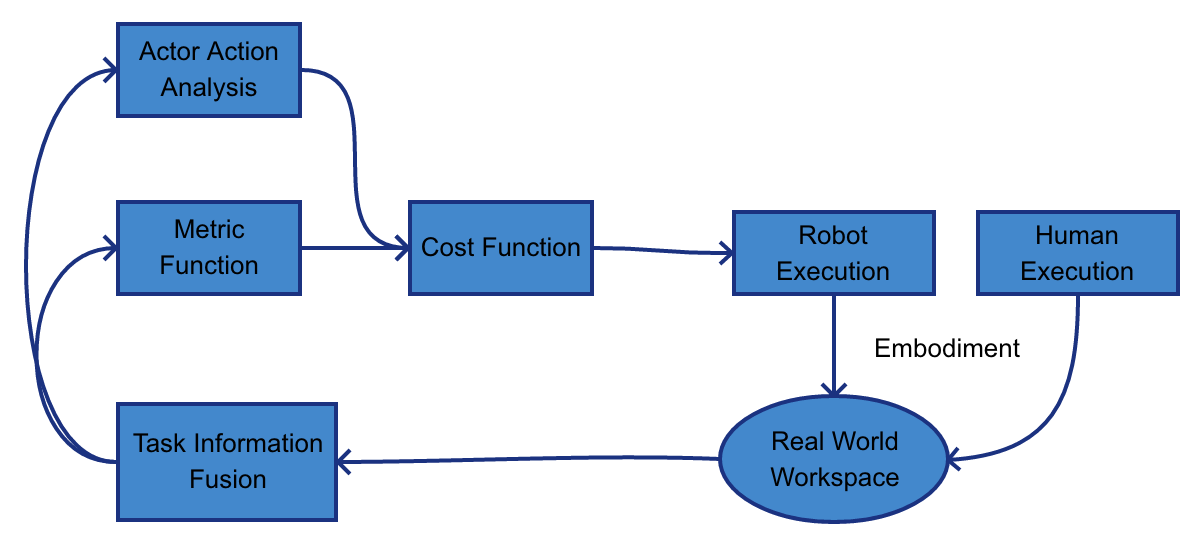 Actor Action
Analysis
Metric
Function
Cost Function
Robot
Execution
Human
Execution
Embodiment
Task Information
Fusion
Real World
Workspace